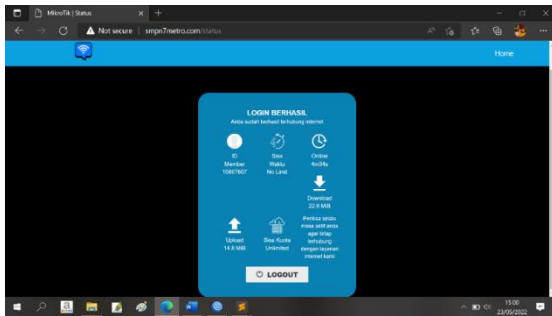 MikroTik | Status
Not secure | smpn7metro.com/status
Home
LOGIN BERHASIL
Anda sudah berhasil terhubung internet
ID
Member
Sisa
Waktu
No Limit
Online
4m34s
Download
22.8 MiB
Upload
14.8 MiB
Sisa Kuota
Unlimited
Periksa selalu
masa aktif anda
agar tetap
terhubung
dengan layanan
internet kami
LOGOUT
15:00
23/05/2022